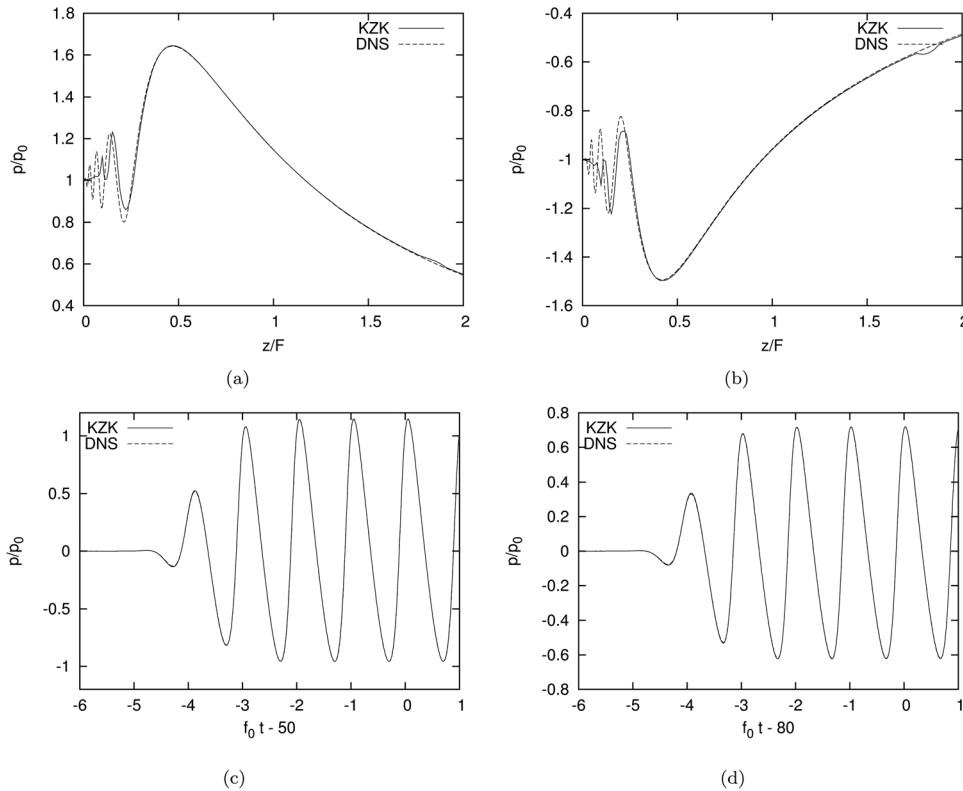 KZK
DNS
1.8
1.6
1.4
1.2
1
0.8
0.6
0.4
p/p0
0 0.5 1 1.5 2
z/F
(a)
KZK
DNS
-0.4
-0.6
-0.8
-1
-1.2
-1.4
-1.6
p/p0
0 0.5 1 1.5 2
z/F
(b)
KZK
DNS
1
0.5
0
-0.5
-1
p/p0
-6 -5 -4 -3 -2 -1 0 1
f0 t - 50
(c)
KZK
DNS
0.8
0.6
0.4
0.2
0
-0.2
-0.4
-0.6
-0.8
p/p0
-6 -5 -4 -3 -2 -1 0 1
f0 t - 80
(d)